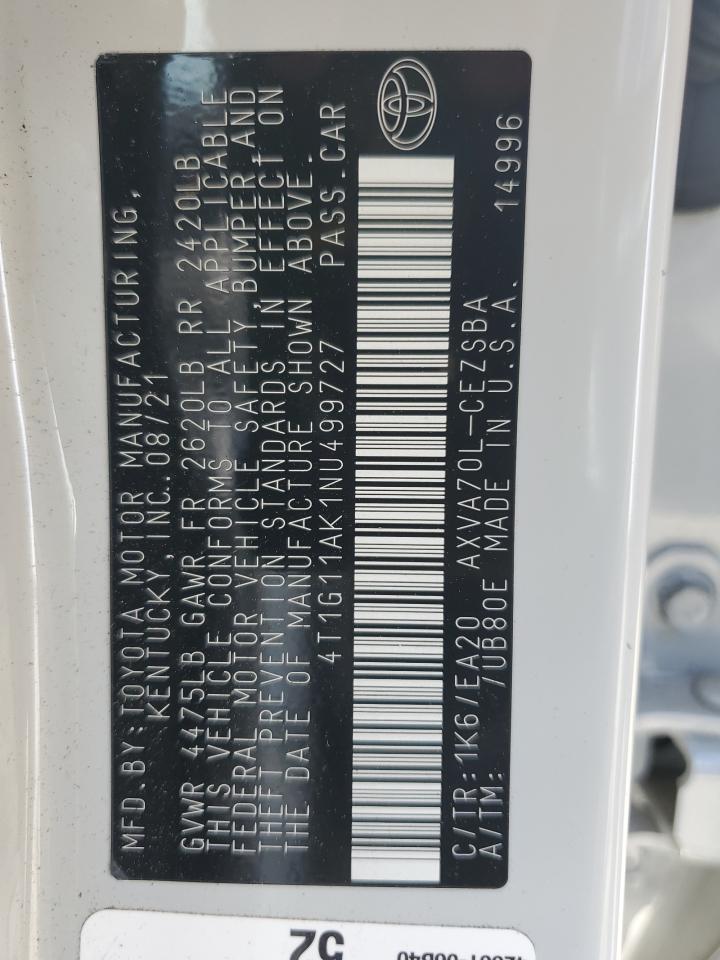 MFD.BY:TOYOTA MOTOR MANUFACTURING,
KENTUCKY,INC. 08/21
GVWR 4475LB GAWR FR 2620LB RR 2420LB
THIS VEHICLE CONFORMS TO ALL APPLICABLE
FEDERAL MOTOR VEHICLE SAFETY,BUMPER,AND
THEFT PREVENTION STANDARDS IN EFFECT ON
THE DATE OF MANUFACTURE SHOWN ABOVE.
4T1G11AK1NU499727 PASS.CAR
C/TR:1K6/EA20 AXVA70L-CEZSBA
A/TM: /UB80E MADE IN U.S.A. 14996
52